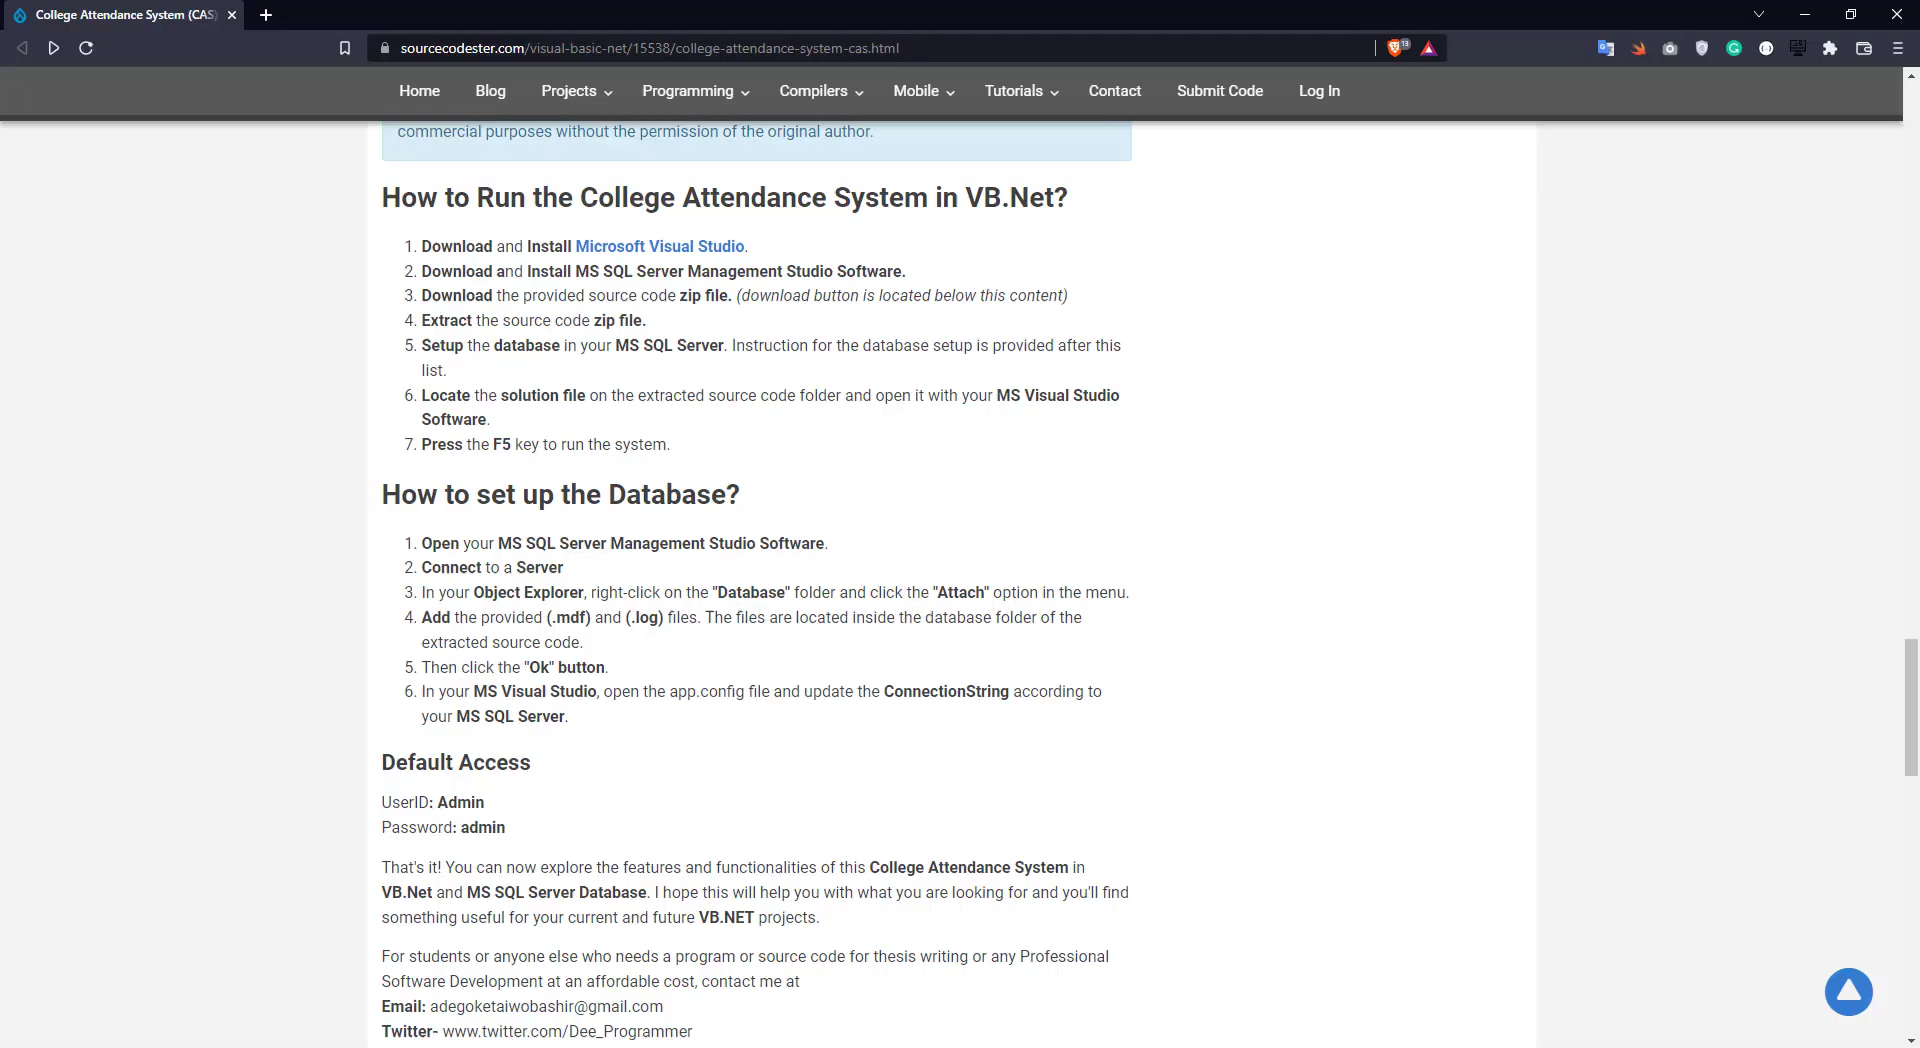 College Attendance System (CAS)
sourcecodester.com/visual-basic-net/15538/college-attendance-system-cas.html
13
Home Blog Projects Programming Compilers Mobile Tutorials Contact Submit Code Log In
commercial purposes without the permission of the original author.
How to Run the College Attendance System in VB.Net?
1. Download and Install Microsoft Visual Studio.
2. Download and Install MS SQL Server Management Studio Software.
3. Download the provided source code zip file. (download button is located below this content)
4. Extract the source code zip file.
5. Setup the database in your MS SQL Server. Instruction for the database setup is provided after this
list.
6. Locate the solution file on the extracted source code folder and open it with your MS Visual Studio
Software.
7. Press the F5 key to run the system.
How to set up the Database?
1. Open your MS SQL Server Management Studio Software.
2. Connect to a Server
3. In your Object Explorer, right-click on the "Database" folder and click the "Attach" option in the menu.
4. Add the provided (.mdf) and (.log) files. The files are located inside the database folder of the
extracted source code.
5. Then click the "Ok" button.
6. In your MS Visual Studio, open the app.config file and update the ConnectionString according to
your MS SQL Server.
Default Access
UserID: Admin
Password: admin
That's it! You can now explore the features and functionalities of this College Attendance System in
VB.Net and MS SQL Server Database. I hope this will help you with what you are looking for and you'll find
something useful for your current and future VB.NET projects.
For students or anyone else who needs a program or source code for thesis writing or any Professional
Software Development at an affordable cost, contact me at
Email: adegoketaiwobashir@gmail.com
Twitter- www.twitter.com/Dee_Programmer